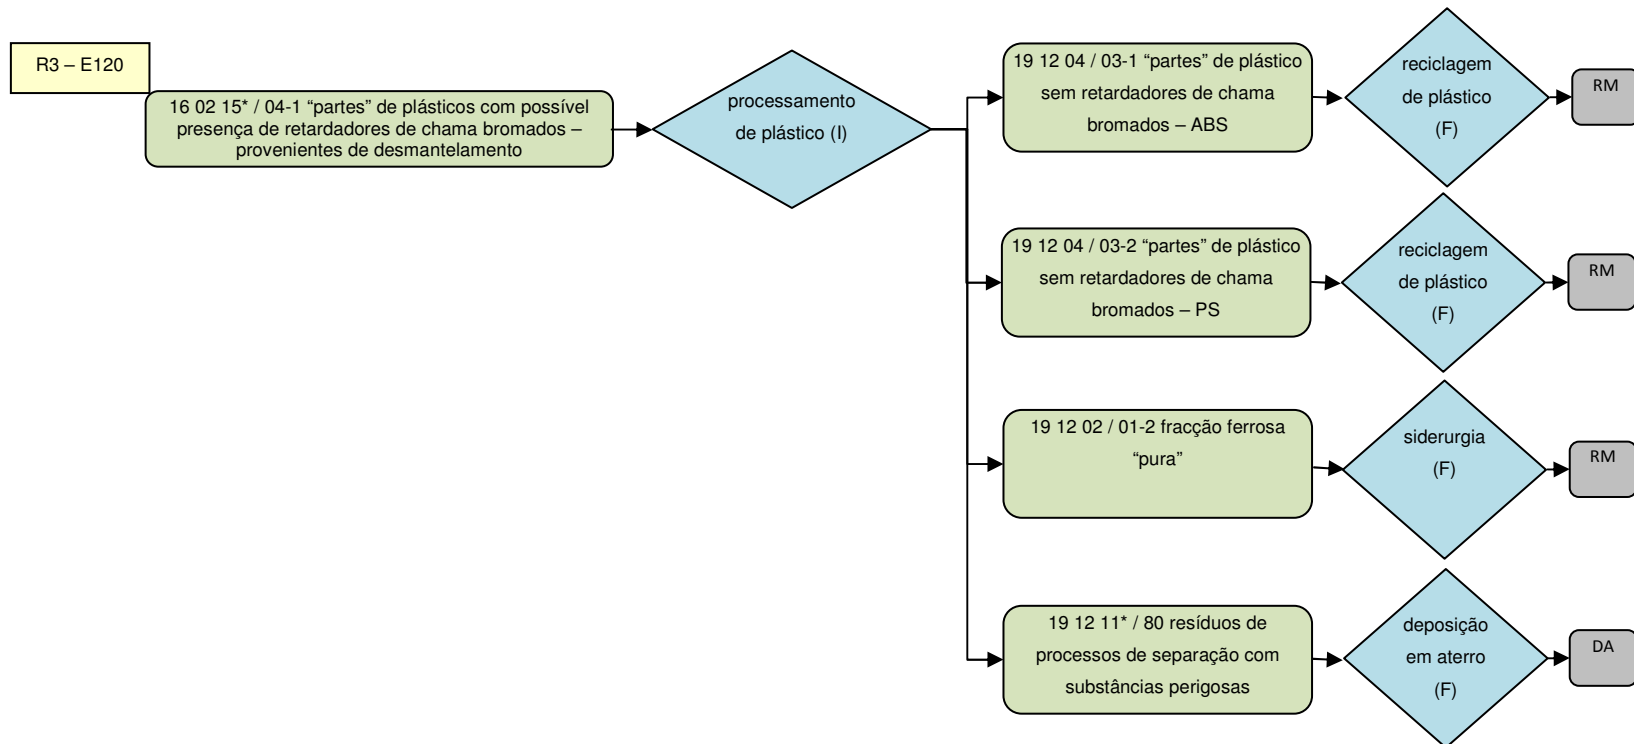 R3 – E120
16 02 15* / 04-1 “partes” de plásticos com possível
presença de retardadores de chama bromados –
provenientes de desmantelamento
processamento
de plástico (I)
19 12 04 / 03-1 “partes” de plástico
sem retardadores de chama
bromados – ABS
reciclagem
de plástico
(F)
RM
19 12 04 / 03-2 “partes” de plástico
sem retardadores de chama
bromados – PS
reciclagem
de plástico
(F)
RM
19 12 02 / 01-2 fracção ferrosa
“pura”
siderurgia
(F)
RM
19 12 11* / 80 resíduos de
processos de separação com
substâncias perigosas
deposição
em aterro
(F)
DA